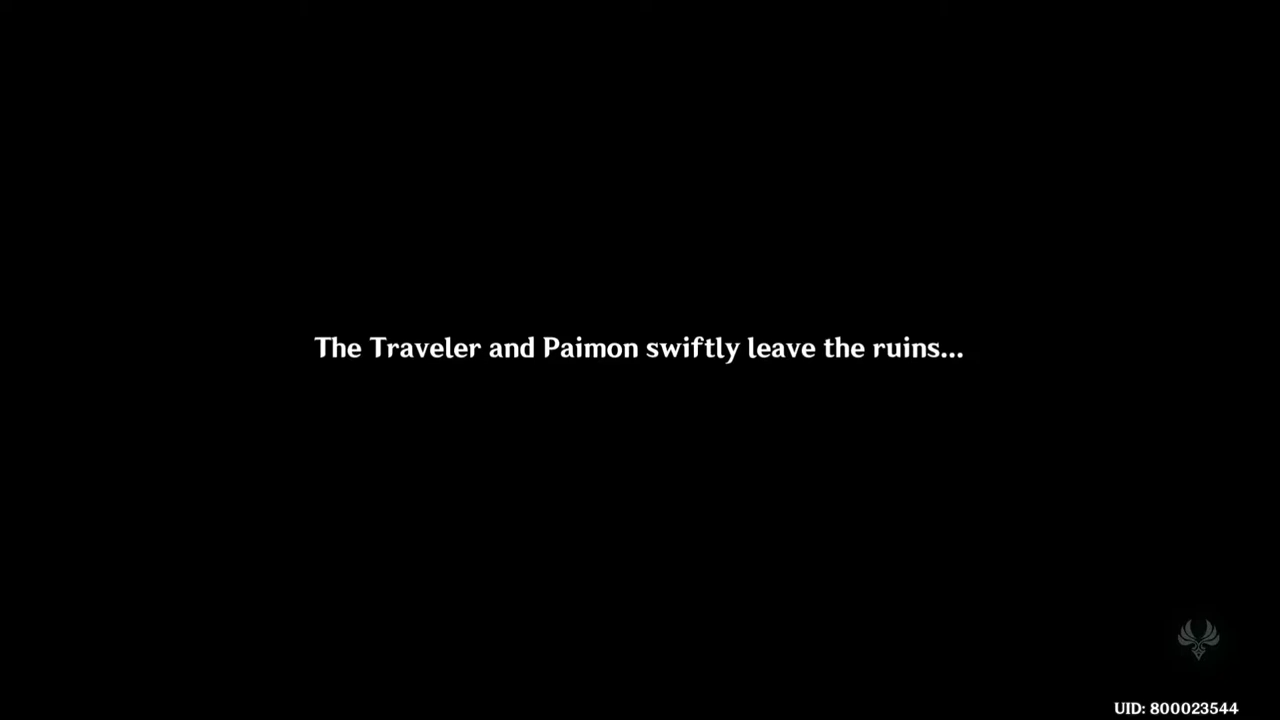 The Traveler and Paimon swiftly leave the ruins...
UID: 800023544